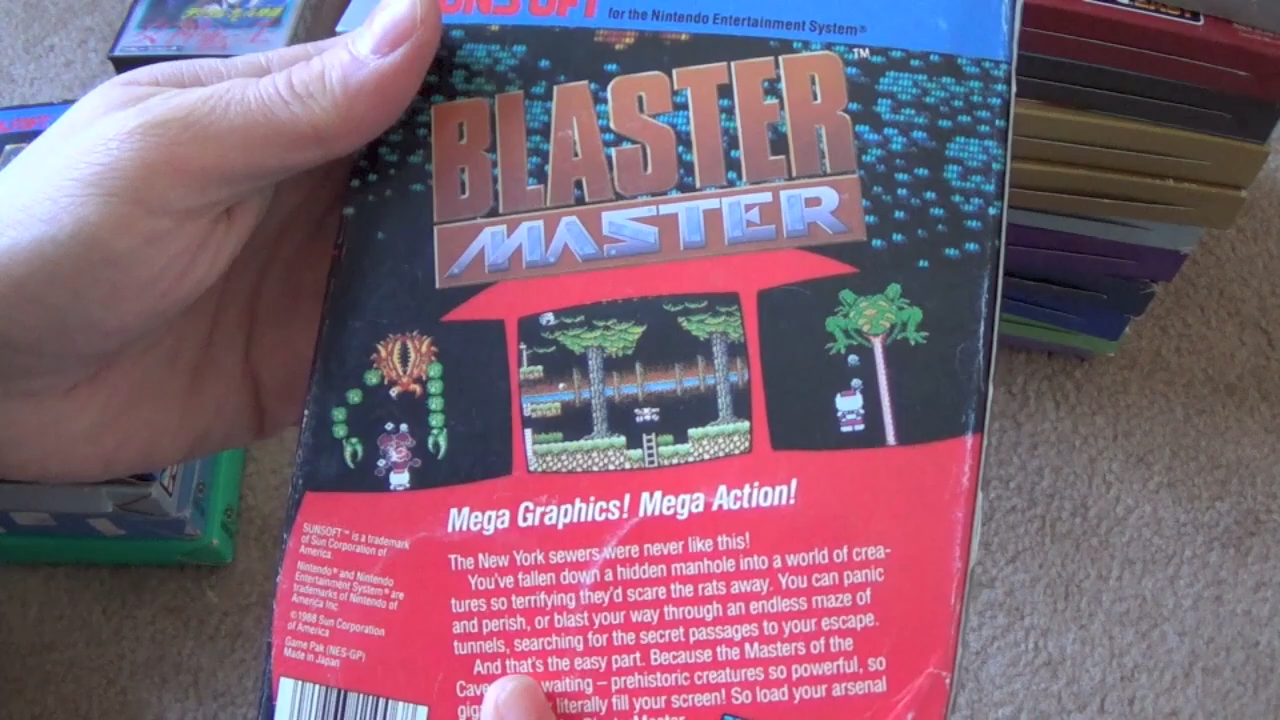 SUNSOFT for the Nintendo Entertainment System®
BLASTER™
MASTER
Mega Graphics! Mega Action!
The New York sewers were never like this!
You've fallen down a hidden manhole into a world of crea-
tures so terrifying they'd scare the rats away. You can panic
and perish, or blast your way through an endless maze of
tunnels, searching for the secret passages to your escape.
And that's the easy part. Because the Masters of the
waiting – prehistoric creatures so powerful, so
literally fill your screen! So load your arsenal
Master
SUNSOFT™ is a trademark
of Sun Corporation of
America.
Nintendo® and Nintendo
Entertainment System® are
trademarks of Nintendo of
America Inc.
©1988 Sun Corporation
of America
Game Pak (NES-GP)
Made in Japan